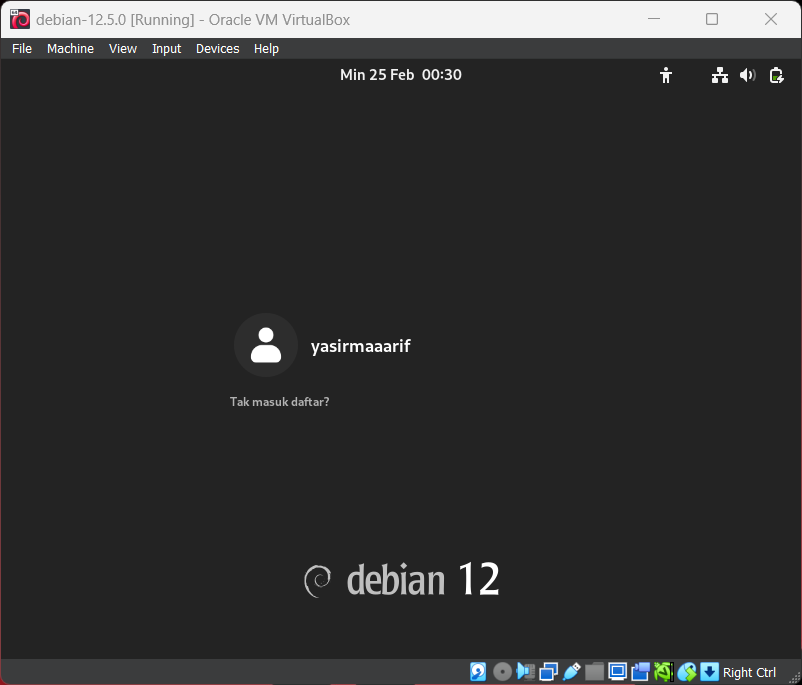 debian-12.5.0 [Running] - Oracle VM VirtualBox
File Machine View Input Devices Help
Min 25 Feb 00:30
yasirmaaarif
Tak masuk daftar?
debian 12
Right Ctrl